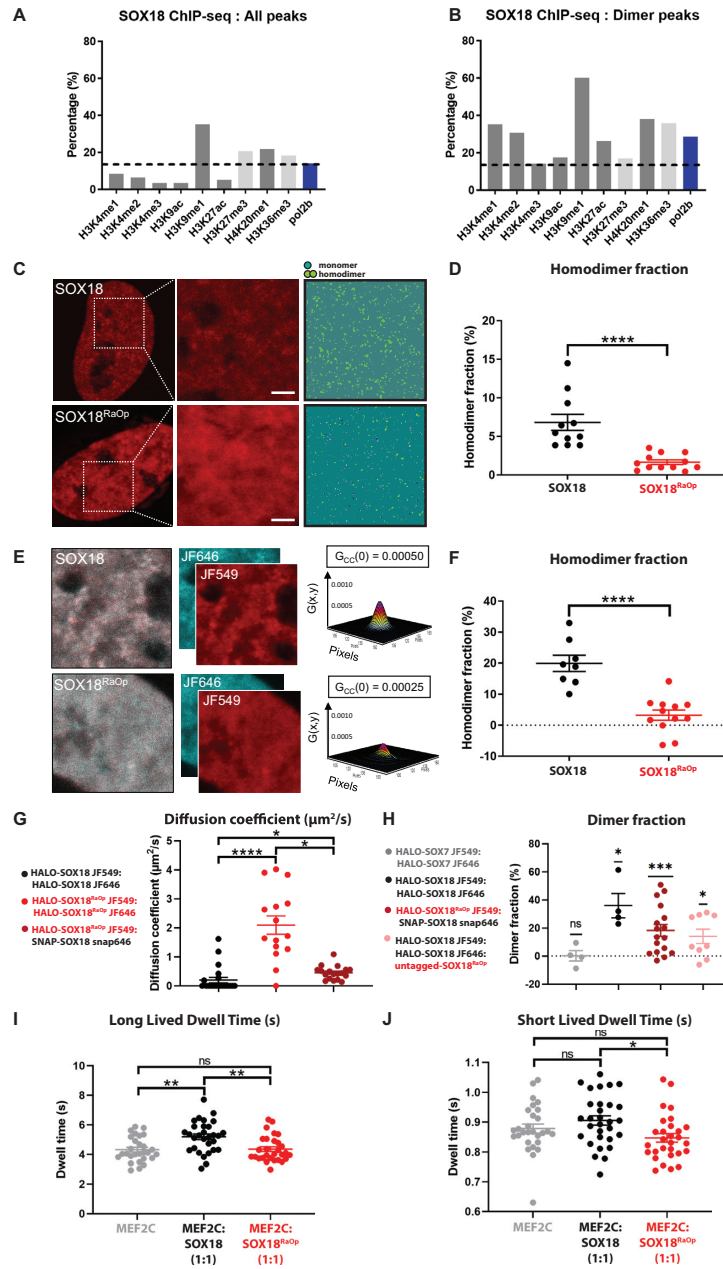 A
SOX18 ChIP-seq : All peaks
Percentage (%)
80
60
40
20
0
H3K4me1
H3K4me2
H3K4me3
H3K9ac
H3K9me1
H3K27ac
H3K27me3
H4K20me1
H3K36me3
pol2b
B
SOX18 ChIP-seq : Dimer peaks
Percentage (%)
80
60
40
20
0
H3K4me1
H3K4me2
H3K4me3
H3K9ac
H3K9me1
H3K27ac
H3K27me3
H4K20me1
H3K36me3
pol2b
C
monomer
homodimer
SOX18
SOX18RaOp
D
Homodimer fraction
Homodimer fraction (%)
20
15
10
5
0
****
SOX18
SOX18RaOp
E
SOX18
JF646
JF549
GCC(0) = 0.00050
G(x,y)
0.0010
0.0005
Pixels
SOX18RaOp
JF646
JF549
GCC(0) = 0.00025
G(x,y)
0.0010
0.0005
Pixels
F
Homodimer fraction
Homodimer fraction (%)
40
30
20
10
0
-10
****
SOX18
SOX18RaOp
G
Diffusion coefficient (µm²/s)
HALO-SOX18 JF549:
HALO-SOX18 JF646
HALO-SOX18RaOp JF549:
HALO-SOX18RaOp JF646
HALO-SOX18RaOp JF549:
SNAP-SOX18 snap646
Diffusion coefficient (µm²/s)
5
4
3
2
1
0
*
****
*
H
Dimer fraction
HALO-SOX7 JF549:
HALO-SOX7 JF646
HALO-SOX18 JF549:
HALO-SOX18 JF646
HALO-SOX18RaOp JF549:
SNAP-SOX18 snap646
HALO-SOX18 JF549:
HALO-SOX18 JF646:
untagged-SOX18RaOp
Dimer fraction (%)
80
60
40
20
0
-20
ns
*
***
*
I
Long Lived Dwell Time (s)
Dwell time (s)
10
8
6
4
2
0
ns
**
**
MEF2C
MEF2C:
SOX18
(1:1)
MEF2C:
SOX18RaOp
(1:1)
J
Short Lived Dwell Time (s)
Dwell time (s)
1.1
1.0
0.9
0.8
0.7
0.6
ns
ns
*
MEF2C
MEF2C:
SOX18
(1:1)
MEF2C:
SOX18RaOp
(1:1)